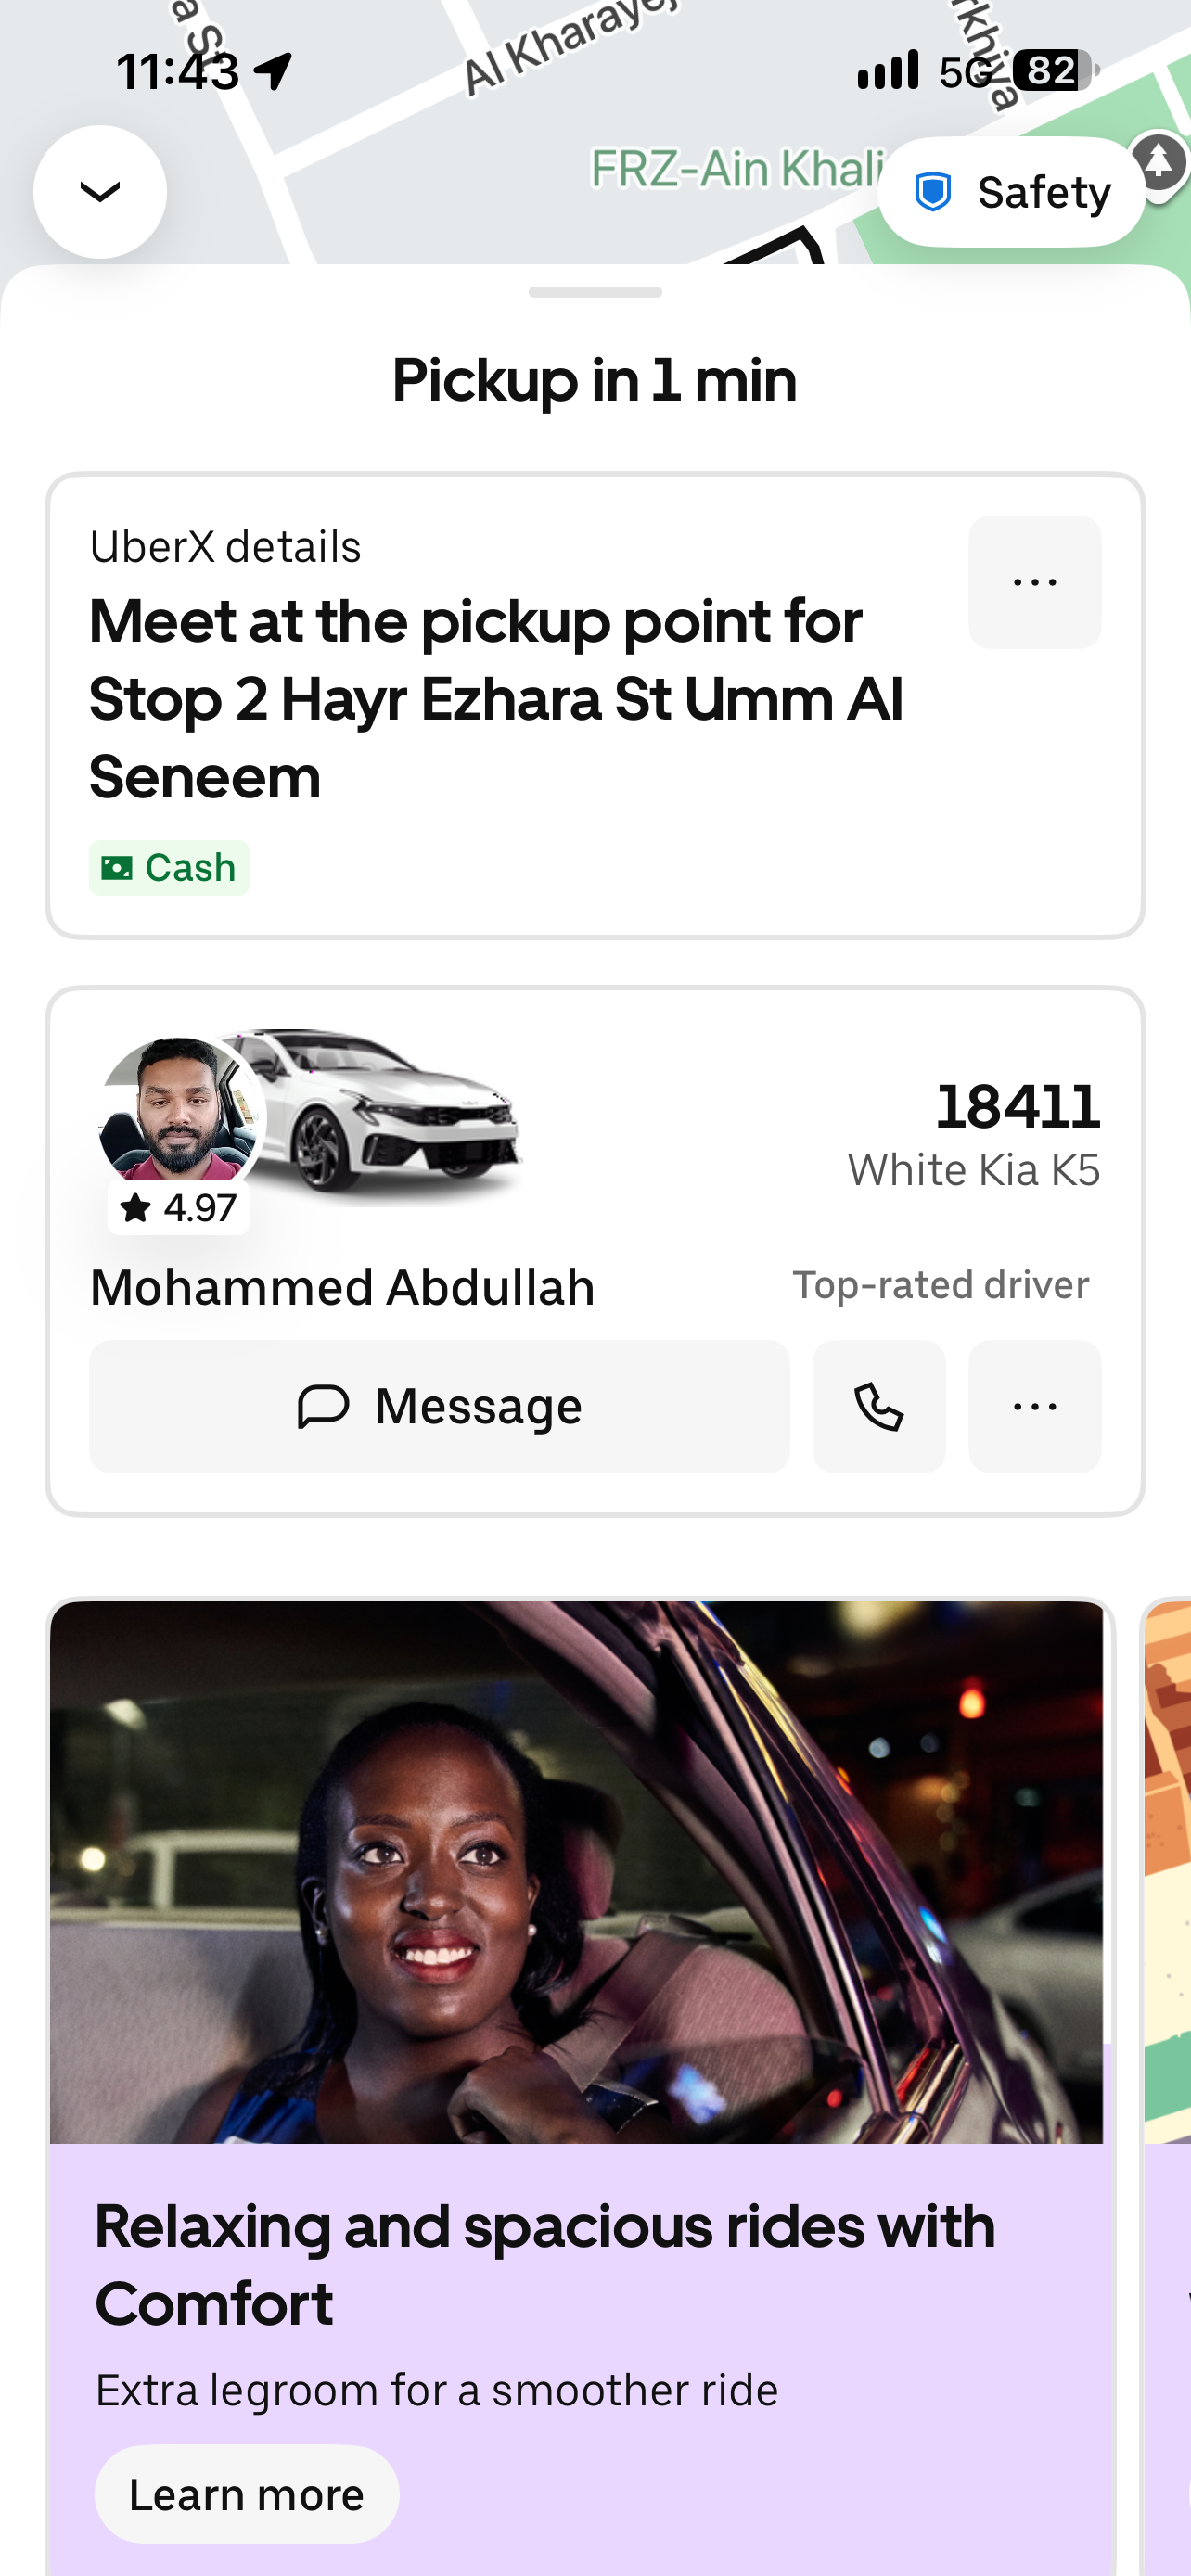 11:43
5G
82
Al Kharayej
FRZ-Ain Khali
Safety
Pickup in 1 min
UberX details
Meet at the pickup point for
Stop 2 Hayr Ezhara St Umm Al
Seneem
Cash
18411
White Kia K5
4.97
Mohammed Abdullah
Top-rated driver
Message
Relaxing and spacious rides with
Comfort
Extra legroom for a smoother ride
Learn more